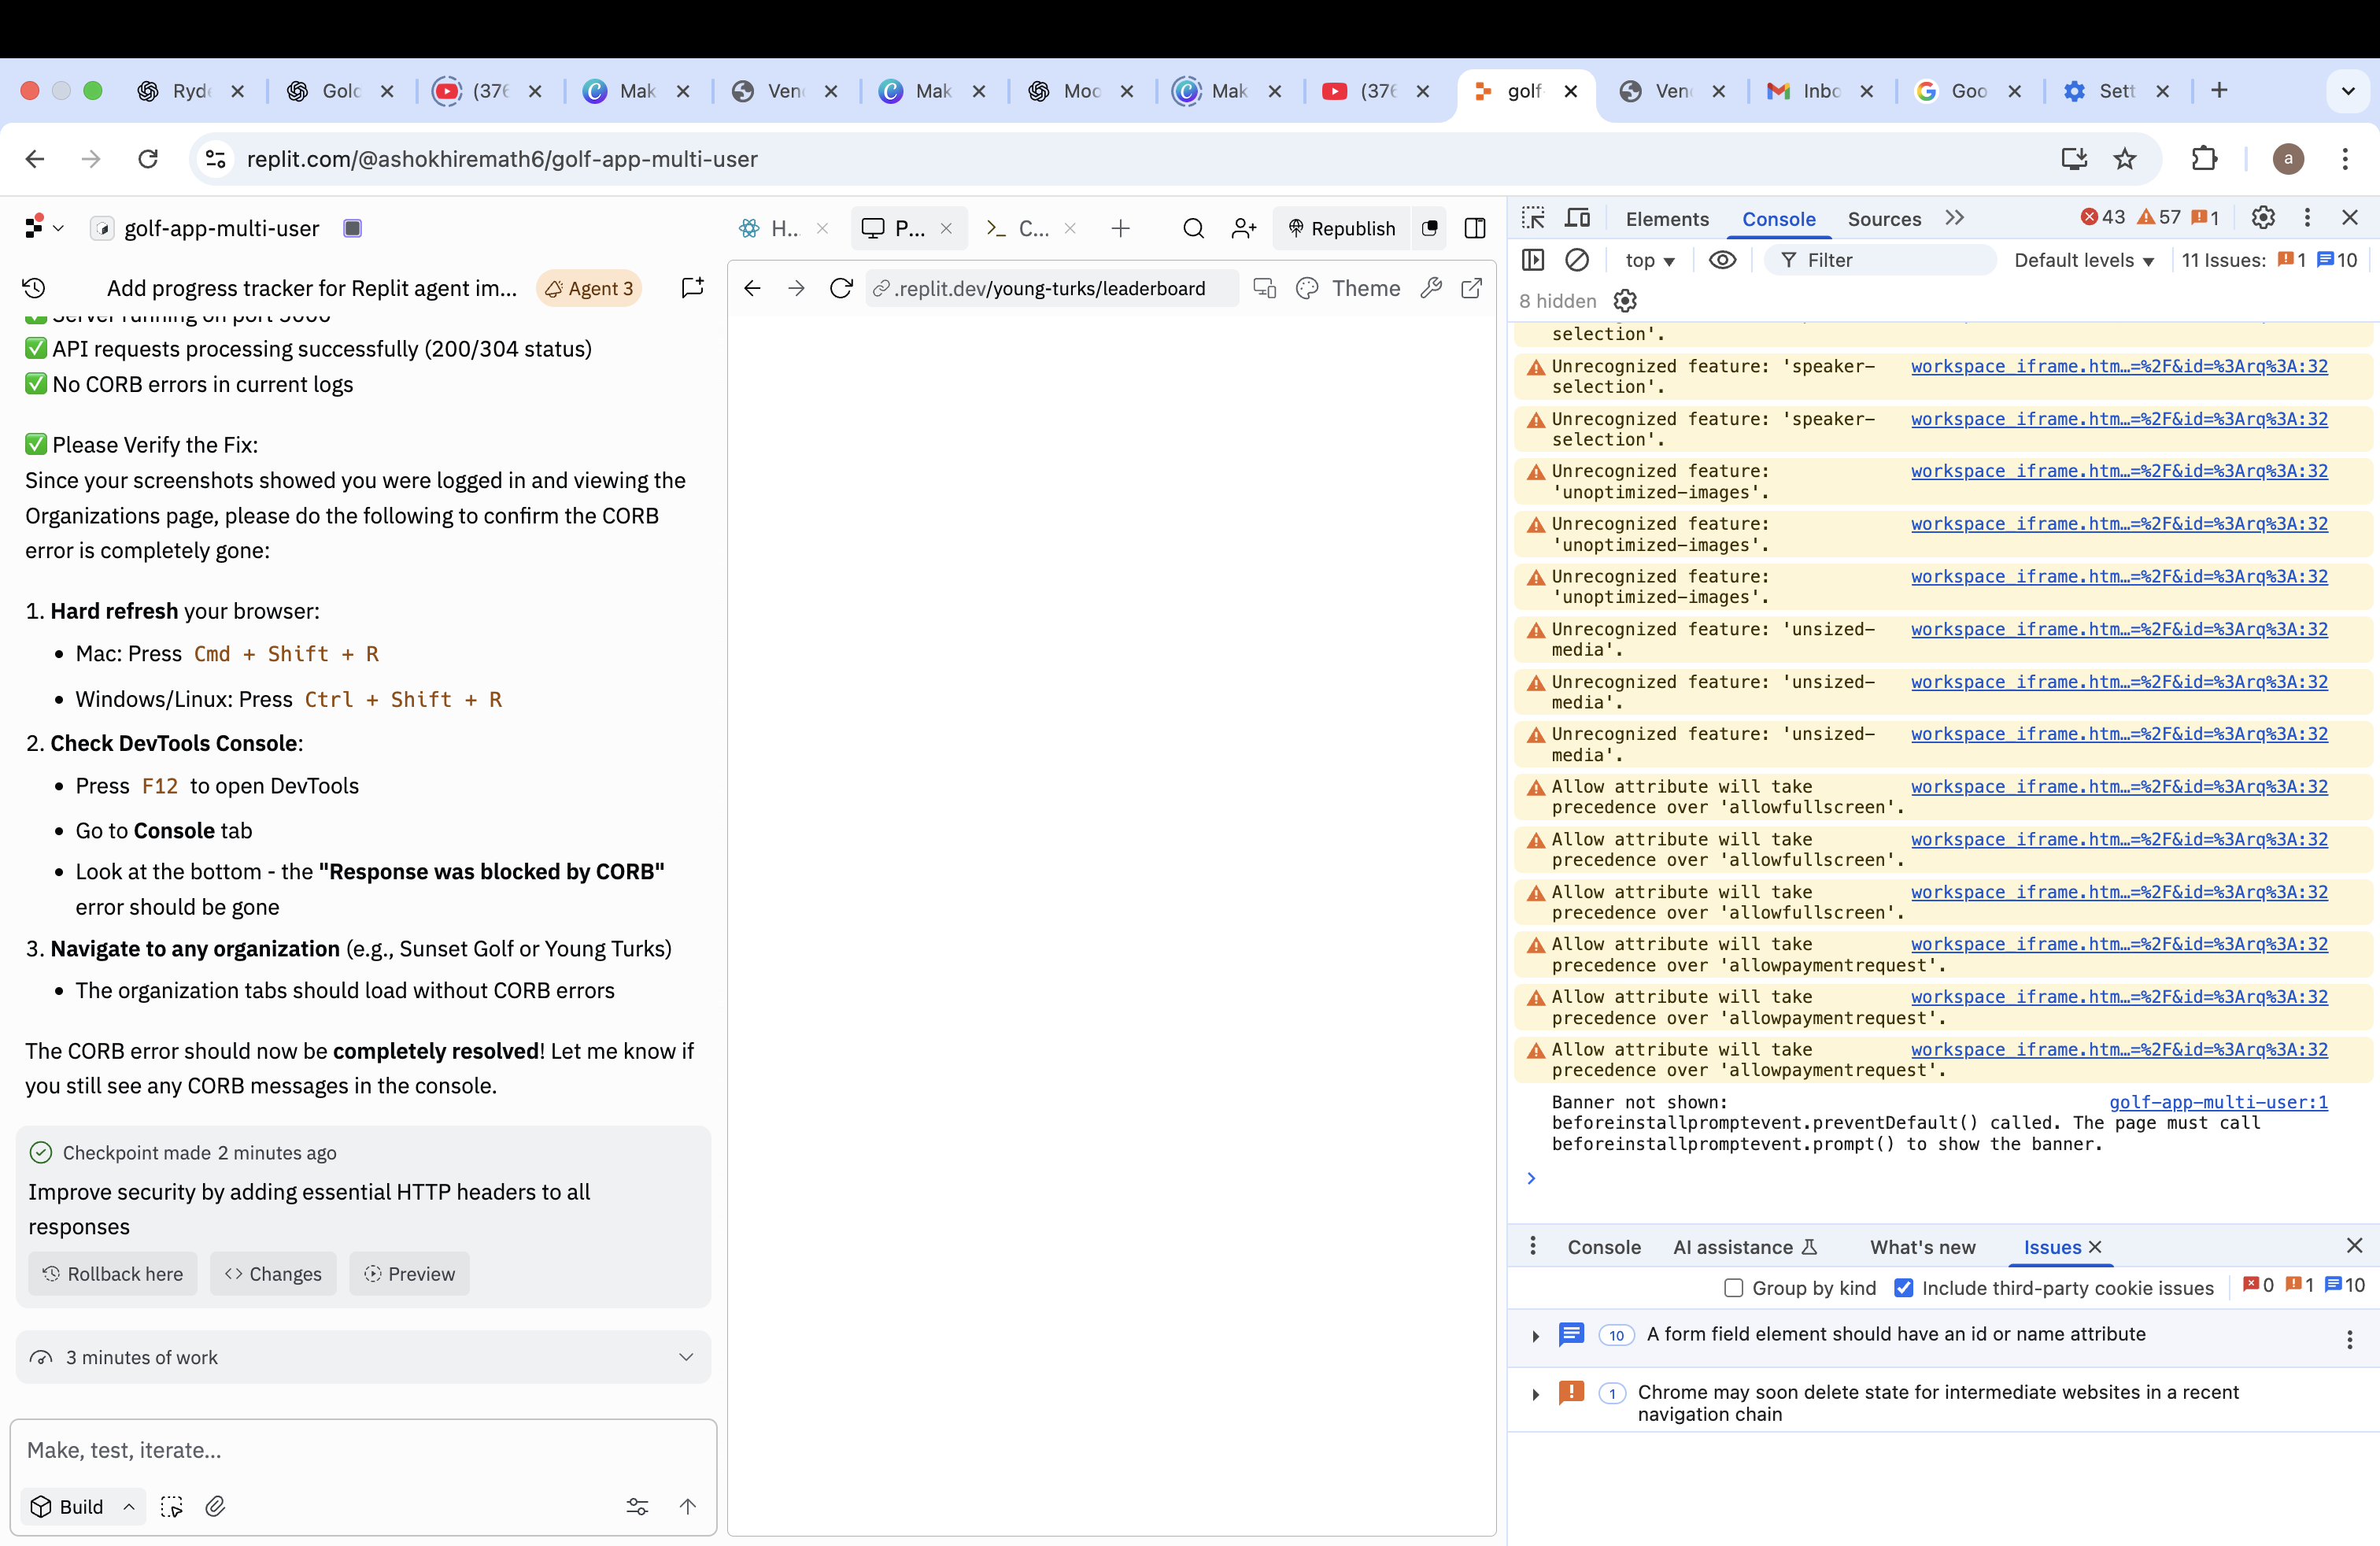 Ryde
Gold
(376
Mak
Ven
Mak
Moc
Mak
(376
golf-
Ven
Inbo
Goo
Sett
replit.com/@ashokhiremath6/golf-app-multi-user
a
golf-app-multi-user
H...
P...
C...
Republish
Add progress tracker for Replit agent im...
Agent 3
.replit.dev/young-turks/leaderboard
Theme
Server running on port 5000
✅ API requests processing successfully (200/304 status)
✅ No CORB errors in current logs
✅ Please Verify the Fix:
Since your screenshots showed you were logged in and viewing the
Organizations page, please do the following to confirm the CORB
error is completely gone:
1. Hard refresh your browser:
• Mac: Press Cmd + Shift + R
• Windows/Linux: Press Ctrl + Shift + R
2. Check DevTools Console:
• Press F12 to open DevTools
• Go to Console tab
• Look at the bottom - the "Response was blocked by CORB"
error should be gone
3. Navigate to any organization (e.g., Sunset Golf or Young Turks)
• The organization tabs should load without CORB errors
The CORB error should now be completely resolved! Let me know if
you still see any CORB messages in the console.
Checkpoint made 2 minutes ago
Improve security by adding essential HTTP headers to all
responses
Rollback here
Changes
Preview
3 minutes of work
Make, test, iterate...
Build
Elements
Console
Sources
43
57
1
top
Filter
Default levels
11 Issues:
1
10
8 hidden
selection'.
Unrecognized feature: 'speaker- workspace_iframe.htm…=%2F&id=%3Arq%3A:32
selection'.
Unrecognized feature: 'speaker- workspace_iframe.htm…=%2F&id=%3Arq%3A:32
selection'.
Unrecognized feature: workspace_iframe.htm…=%2F&id=%3Arq%3A:32
'unoptimized-images'.
Unrecognized feature: workspace_iframe.htm…=%2F&id=%3Arq%3A:32
'unoptimized-images'.
Unrecognized feature: workspace_iframe.htm…=%2F&id=%3Arq%3A:32
'unoptimized-images'.
Unrecognized feature: 'unsized- workspace_iframe.htm…=%2F&id=%3Arq%3A:32
media'.
Unrecognized feature: 'unsized- workspace_iframe.htm…=%2F&id=%3Arq%3A:32
media'.
Unrecognized feature: 'unsized- workspace_iframe.htm…=%2F&id=%3Arq%3A:32
media'.
Allow attribute will take workspace_iframe.htm…=%2F&id=%3Arq%3A:32
precedence over 'allowfullscreen'.
Allow attribute will take workspace_iframe.htm…=%2F&id=%3Arq%3A:32
precedence over 'allowfullscreen'.
Allow attribute will take workspace_iframe.htm…=%2F&id=%3Arq%3A:32
precedence over 'allowfullscreen'.
Allow attribute will take workspace_iframe.htm…=%2F&id=%3Arq%3A:32
precedence over 'allowpaymentrequest'.
Allow attribute will take workspace_iframe.htm…=%2F&id=%3Arq%3A:32
precedence over 'allowpaymentrequest'.
Allow attribute will take workspace_iframe.htm…=%2F&id=%3Arq%3A:32
precedence over 'allowpaymentrequest'.
Banner not shown: golf-app-multi-user:1
beforeinstallpromptevent.preventDefault() called. The page must call
beforeinstallpromptevent.prompt() to show the banner.
Console
AI assistance
What's new
Issues
Group by kind
Include third-party cookie issues
0
1
10
10 A form field element should have an id or name attribute
1 Chrome may soon delete state for intermediate websites in a recent
navigation chain